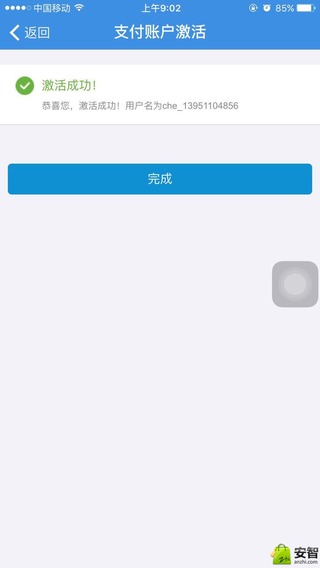 中国移动 上午9:02 85%
返回 支付账户激活
激活成功！
恭喜您，激活成功！用户名为che_13951104856
完成
安智
anzhi.com